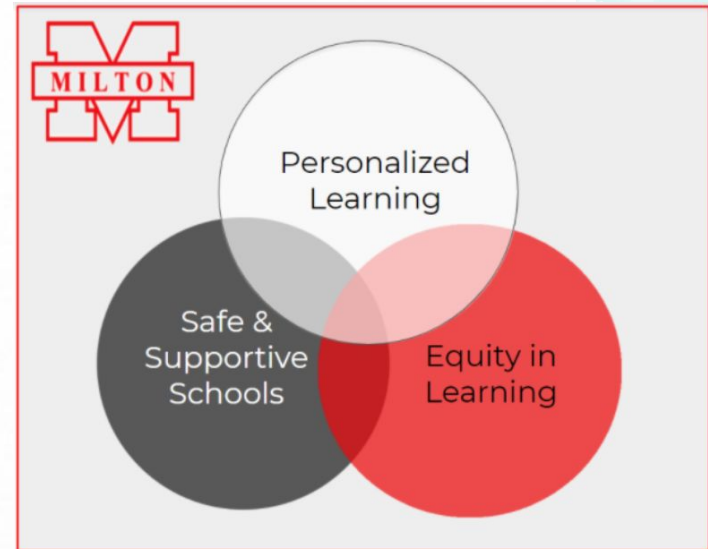 MILTON
Personalized
Learning
Safe &
Supportive
Schools
Equity in
Learning